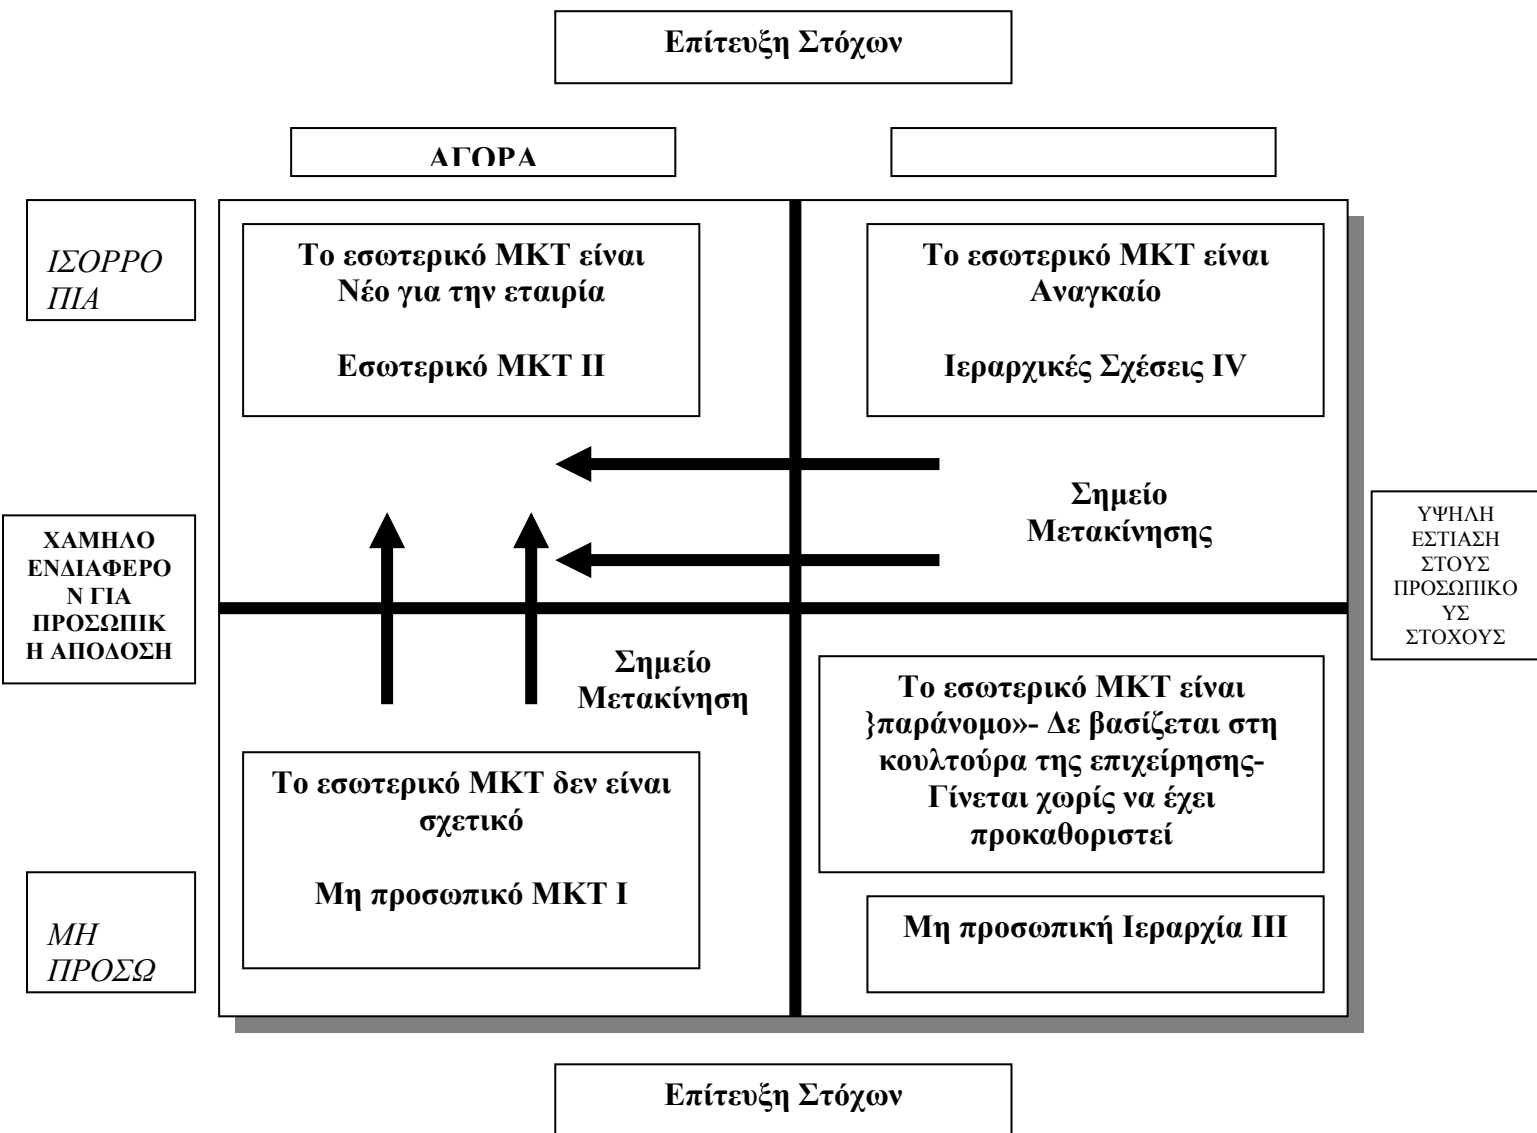 Επίτευξη Στόχων
ΑΓΟΡΑ
ΙΣΟΡΡΟ
ΠΙΑ
Το εσωτερικό ΜΚΤ είναι
Νέο για την εταιρία
Εσωτερικό ΜΚΤ ΙΙ
Το εσωτερικό ΜΚΤ είναι
Αναγκαίο
Ιεραρχικές Σχέσεις IV
Σημείο
Μετακίνησης
ΧΑΜΗΛΟ
ΕΝΔΙΑΦΕΡΟ
Ν ΓΙΑ
ΠΡΟΣΩΠΙΚ
Η ΑΠΟΔΟΣΗ
ΥΨΗΛΗ
ΕΣΤΙΑΣΗ
ΣΤΟΥΣ
ΠΡΟΣΩΠΙΚΟ
ΥΣ
ΣΤΟΧΟΥΣ
Σημείο
Μετακίνηση
Το εσωτερικό ΜΚΤ δεν είναι
σχετικό
Μη προσωπικό ΜΚΤ Ι
Το εσωτερικό ΜΚΤ είναι
}παράνομο»- Δε βασίζεται στη
κουλτούρα της επιχείρησης-
Γίνεται χωρίς να έχει
προκαθοριστεί
Μη προσωπική Ιεραρχία ΙΙΙ
ΜΗ
ΠΡΟΣΩ
Επίτευξη Στόχων